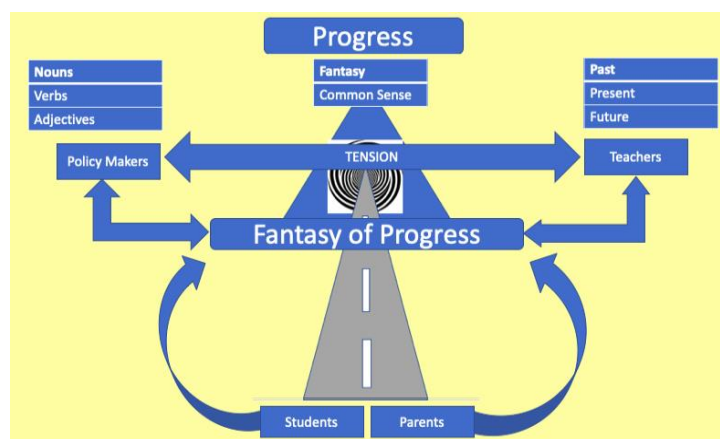 Progress
Nouns
Verbs
Adjectives
Fantasy
Common Sense
Past
Present
Future
Policy Makers
TENSION
Teachers
Fantasy of Progress
Students
Parents